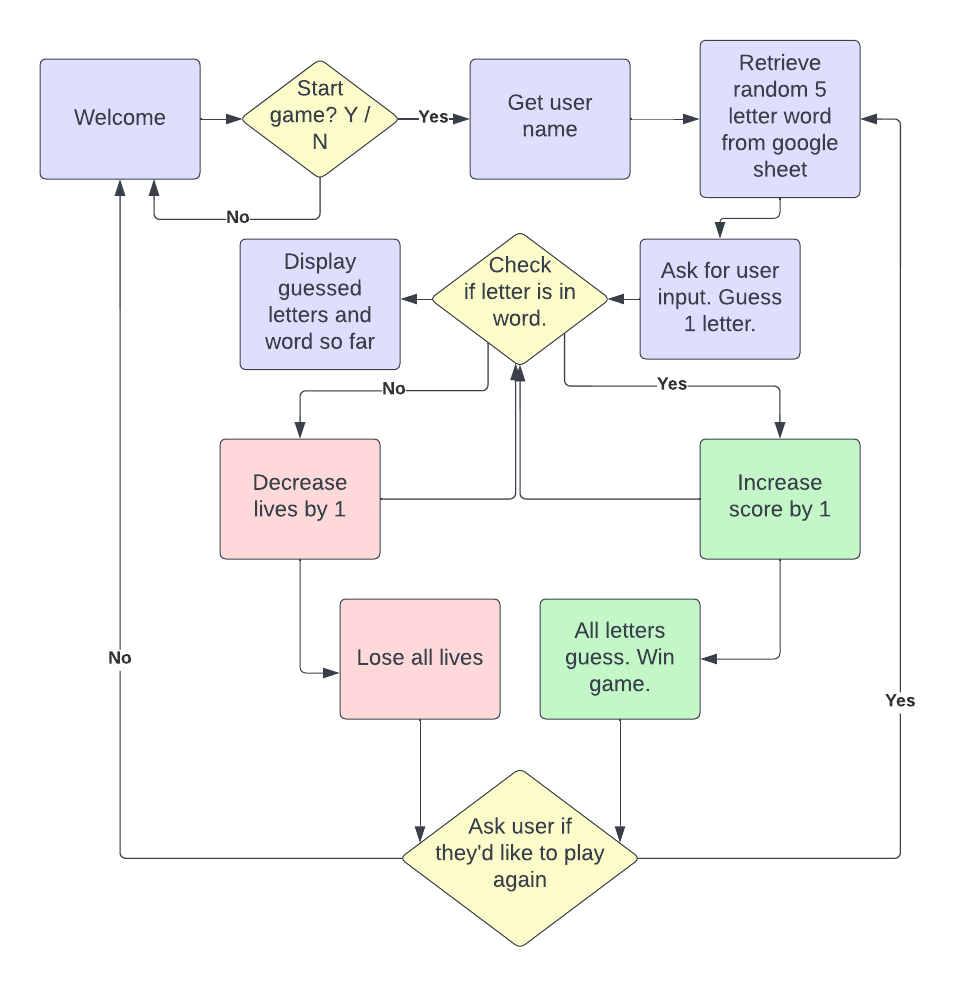 Welcome
Start
game? Y /
N
Yes
Get user
name
Retrieve
random 5
letter word
from google
sheet
No
Display
guessed
letters and
word so far
Check
if letter is in
word.
Ask for user
input. Guess
1 letter.
No
Yes
Decrease
lives by 1
Increase
score by 1
Lose all lives
All letters
guess. Win
game.
No
Yes
Ask user if
they'd like to play
again